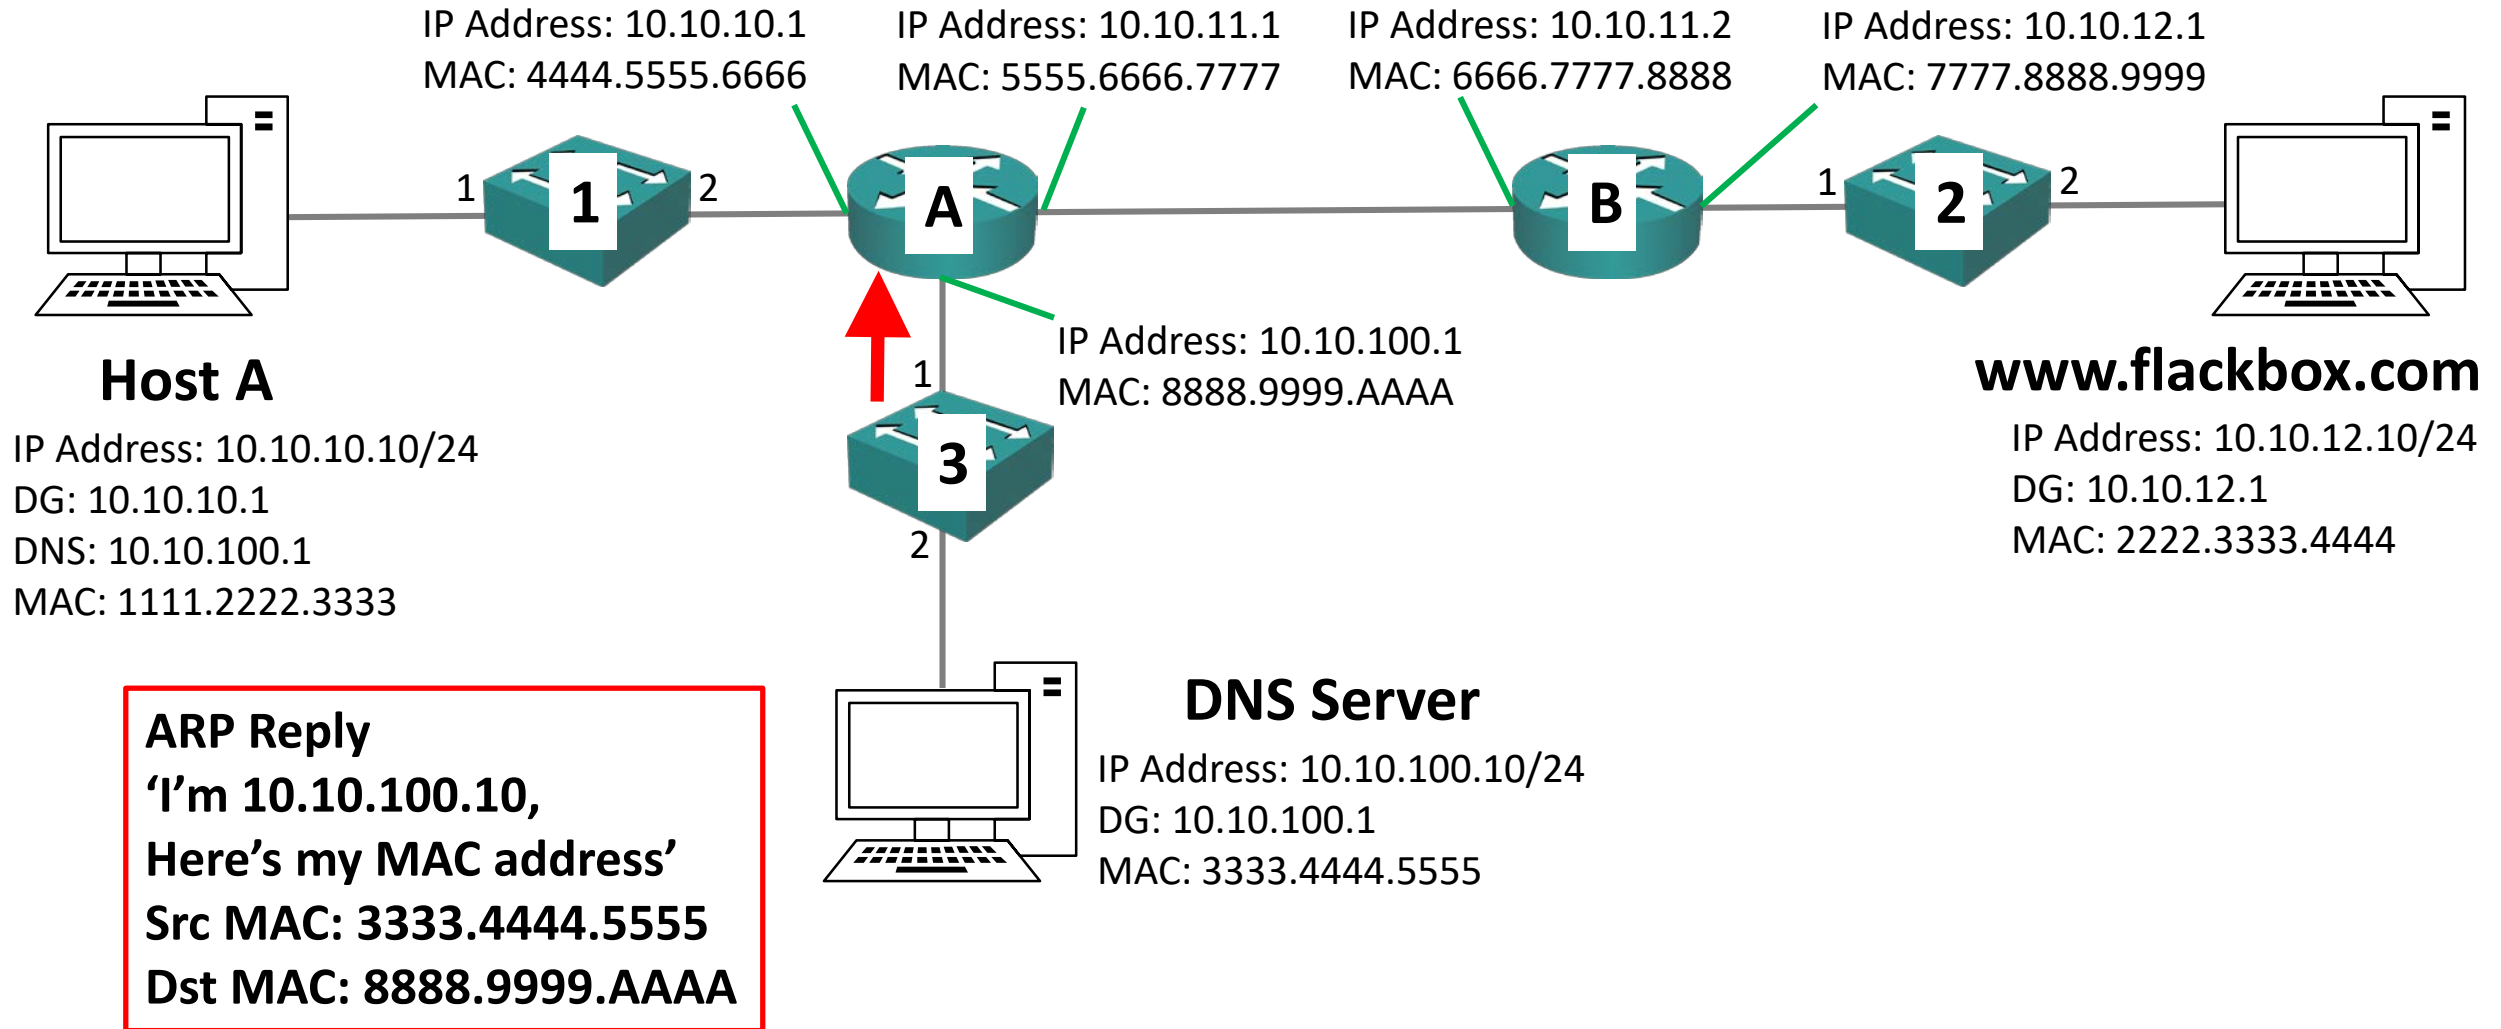 IP Address: 10.10.10.1
MAC: 4444.5555.6666
IP Address: 10.10.11.1
MAC: 5555.6666.7777
IP Address: 10.10.11.2
MAC: 6666.7777.8888
IP Address: 10.10.12.1
MAC: 7777.8888.9999
1
1
2
A
B
1
2
2
IP Address: 10.10.100.1
MAC: 8888.9999.AAAA
1
3
2
Host A
IP Address: 10.10.10.10/24
DG: 10.10.10.1
DNS: 10.10.100.1
MAC: 1111.2222.3333
www.flackbox.com
IP Address: 10.10.12.10/24
DG: 10.10.12.1
MAC: 2222.3333.4444
DNS Server
IP Address: 10.10.100.10/24
DG: 10.10.100.1
MAC: 3333.4444.5555
ARP Reply
‘I’m 10.10.100.10,
Here’s my MAC address’
Src MAC: 3333.4444.5555
Dst MAC: 8888.9999.AAAA